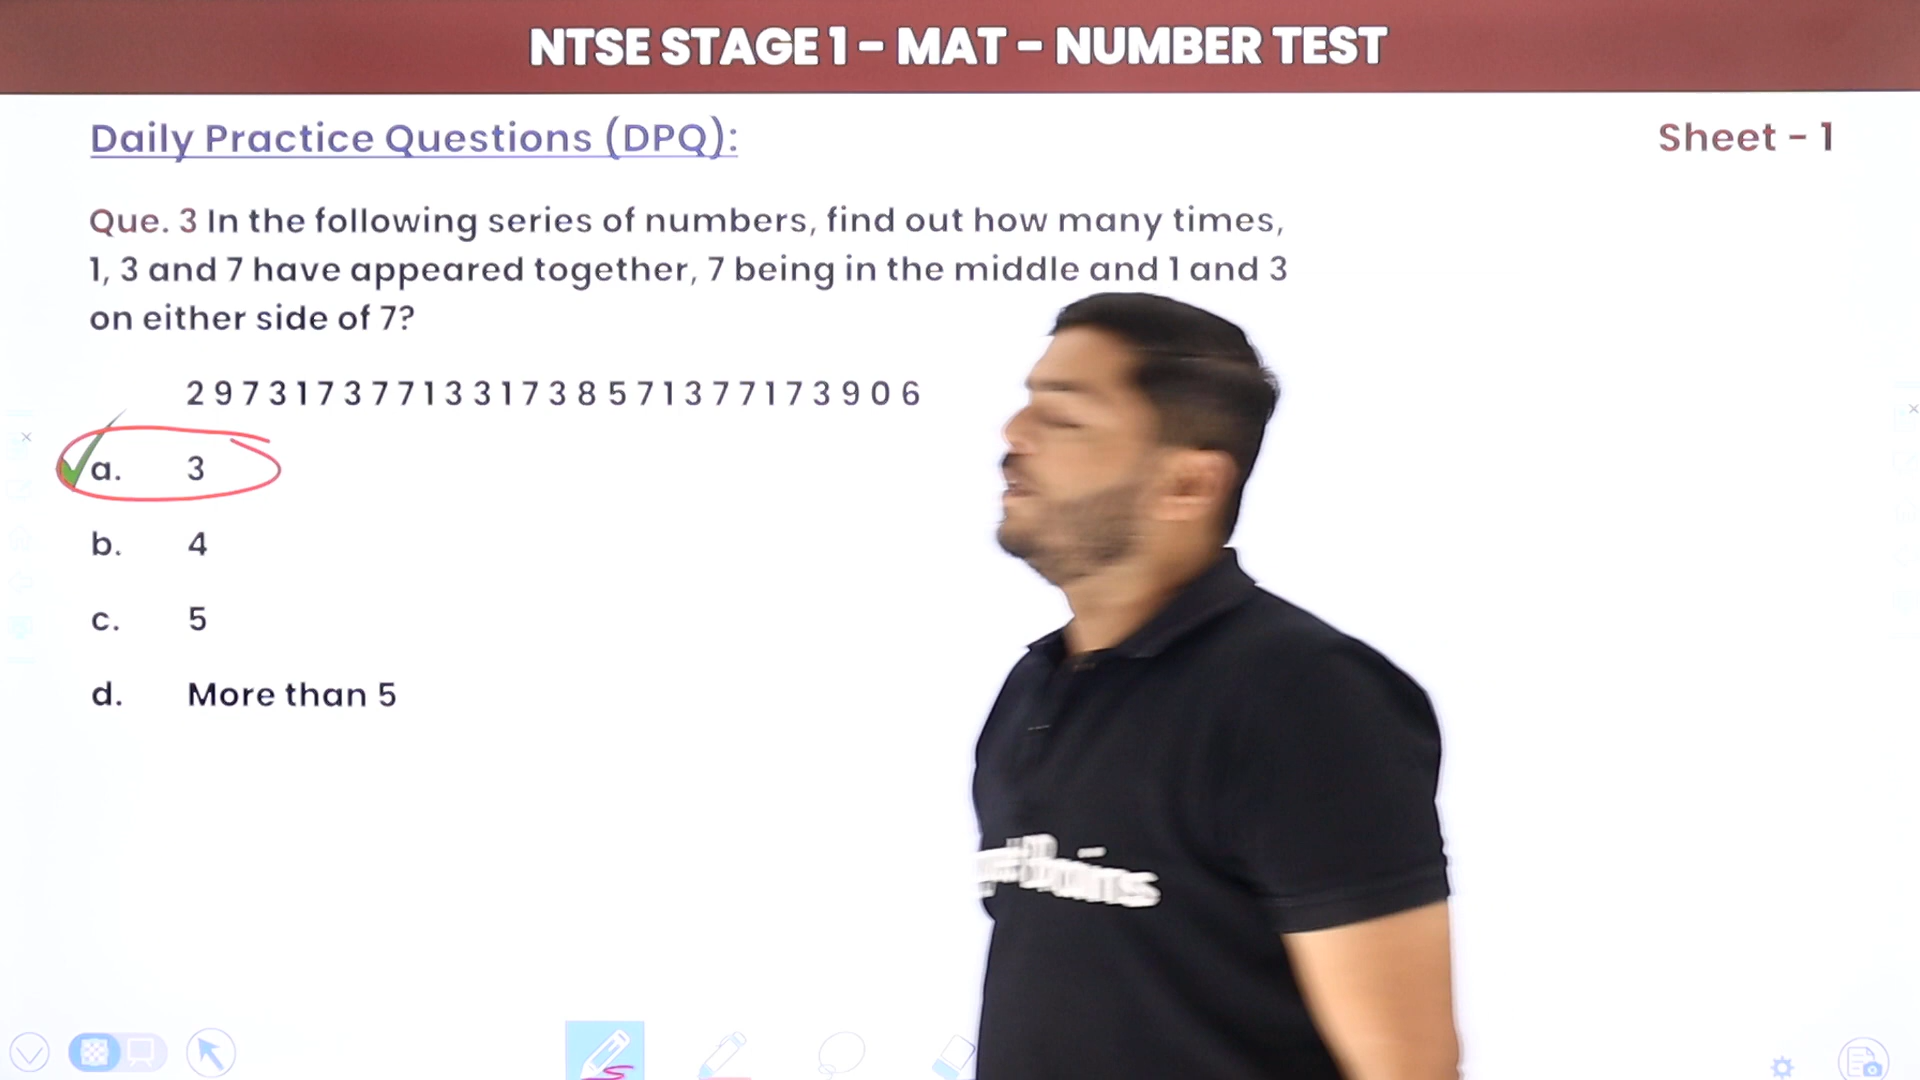 NTSE STAGE 1 - MAT - NUMBER TEST
Daily Practice Questions (DPQ):
Sheet - 1
Que. 3 In the following series of numbers, find out how many times,
1, 3 and 7 have appeared together, 7 being in the middle and 1 and 3
on either side of 7?
2 9 7 3 1 7 3 7 7 1 3 3 1 7 3 8 5 7 1 3 7 7 1 7 3 9 0 6
a. 3
b. 4
c. 5
d. More than 5